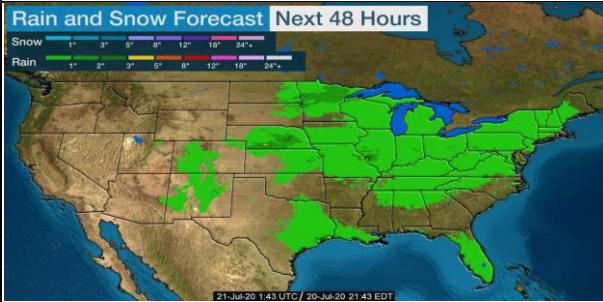 Rain and Snow Forecast Next 48 Hours
Snow 1" 3" 5" 8" 12" 18" 24"+
Rain 1" 2" 3" 5" 8" 12" 18" 24"+
21-Jul-20 1:43 UTC / 20-Jul-20 21:43 EDT